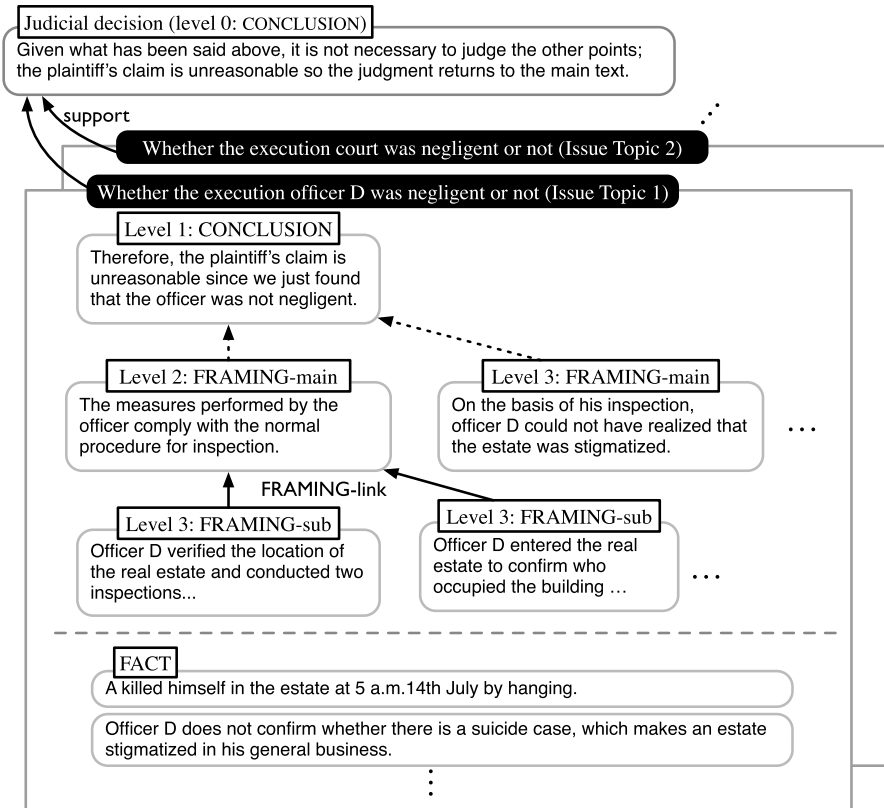 Judicial decision (level 0: CONCLUSION)
Given what has been said above, it is not necessary to judge the other points;
the plaintiff's claim is unreasonable so the judgment returns to the main text.
support
Whether the execution court was negligent or not (Issue Topic 2)
Whether the execution officer D was negligent or not (Issue Topic 1)
Level 1: CONCLUSION
Therefore, the plaintiff's claim is
unreasonable since we just found
that the officer was not negligent.
Level 2: FRAMING-main
The measures performed by the
officer comply with the normal
procedure for inspection.
Level 3: FRAMING-main
On the basis of his inspection,
officer D could not have realized that
the estate was stigmatized.
...
FRAMING-link
Level 3: FRAMING-sub
Officer D verified the location of
the real estate and conducted two
inspections...
Level 3: FRAMING-sub
Officer D entered the real
estate to confirm who
occupied the building ...
...
FACT
A killed himself in the estate at 5 a.m.14th July by hanging.
Officer D does not confirm whether there is a suicide case, which makes an estate
stigmatized in his general business.